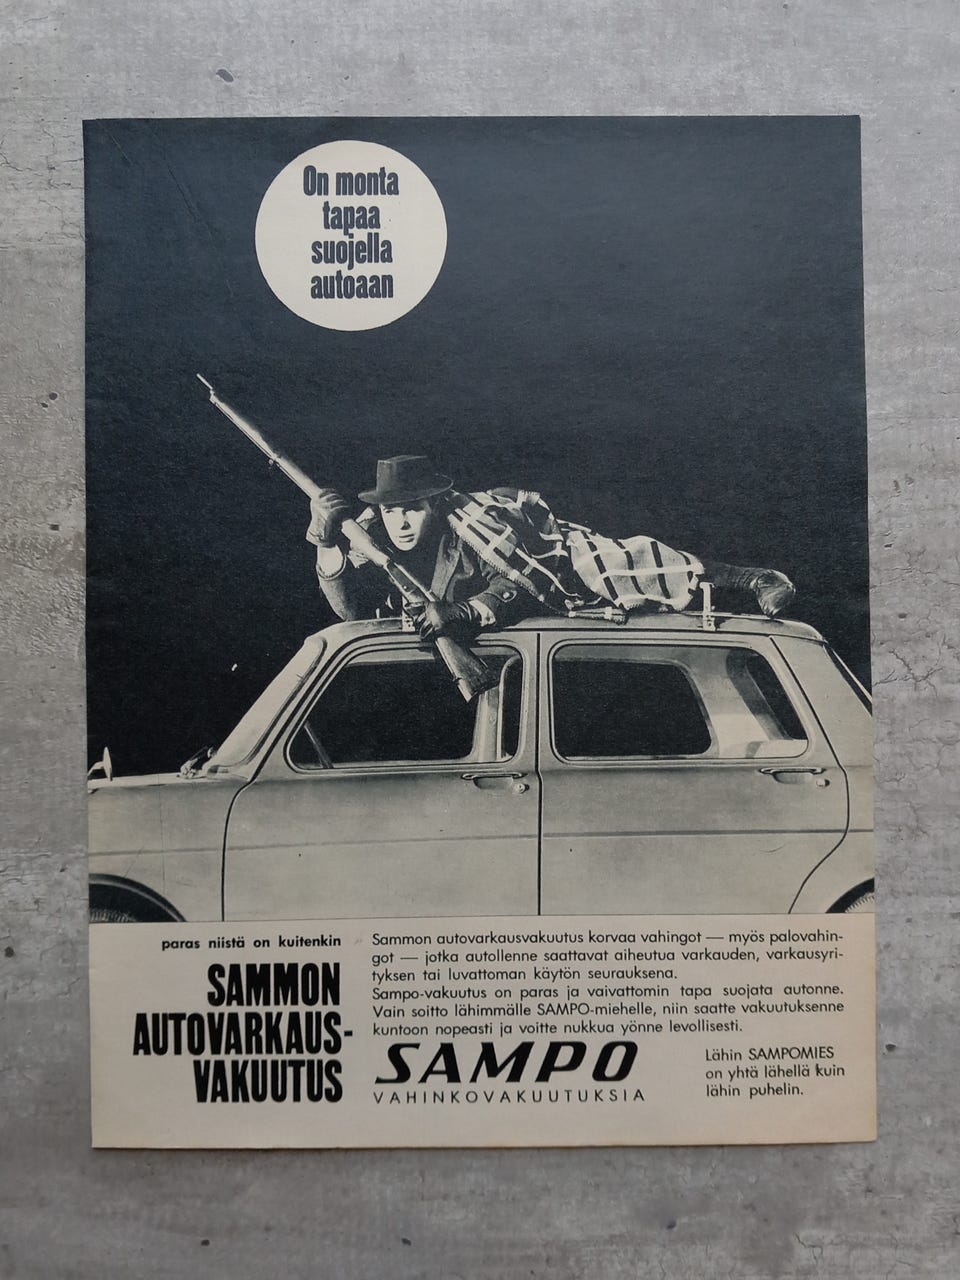 On monta
tapaa
suojella
autoaan
paras niistä on kuitenkin
SAMMON
AUTOVARKAUS-
VAKUUTUS
Sammon autovarkausvakuutus korvaa vahingot — myös palovahin-
got — jotka autollenne saattavat aiheutua varkauden, varkausyri-
tyksen tai luvattoman käytön seurauksena.
Sampo-vakuutus on paras ja vaivattomin tapa suojata autonne.
Vain soitto lähimmälle SAMPO-miehelle, niin saatte vakuutuksenne
kuntoon nopeasti ja voitte nukkua yönne levollisesti.
SAMPO
VAHINKOVAKUUTUKSIA
Lähin SAMPOMIES
on yhtä lähellä kuin
lähin puhelin.